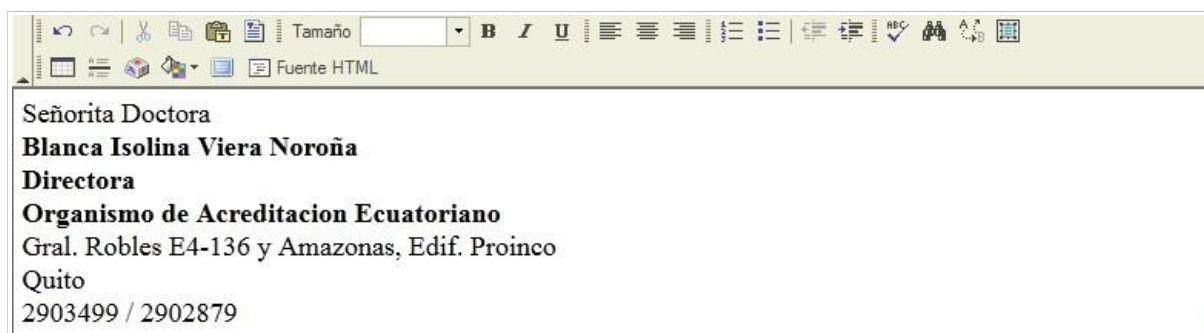 Tamaño B I U ABC
Fuente HTML
Señorita Doctora
Blanca Isolina Viera Noroña
Directora
Organismo de Acreditacion Ecuatoriano
Gral. Robles E4-136 y Amazonas, Edif. Proinco
Quito
2903499 / 2902879